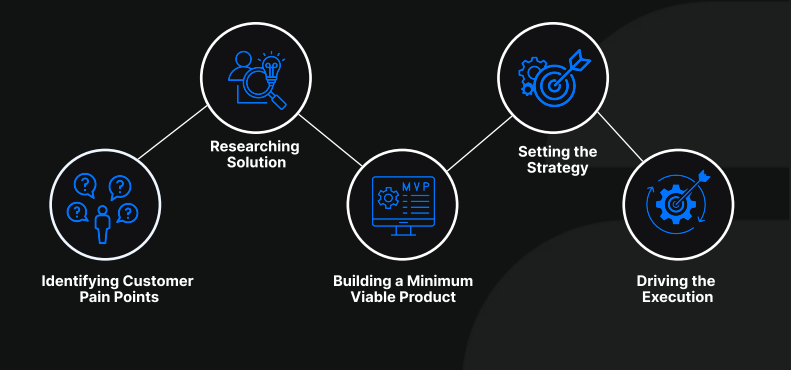 Identifying Customer
Pain Points
Researching
Solution
MVP
Building a Minimum
Viable Product
Setting the
Strategy
Driving the
Execution